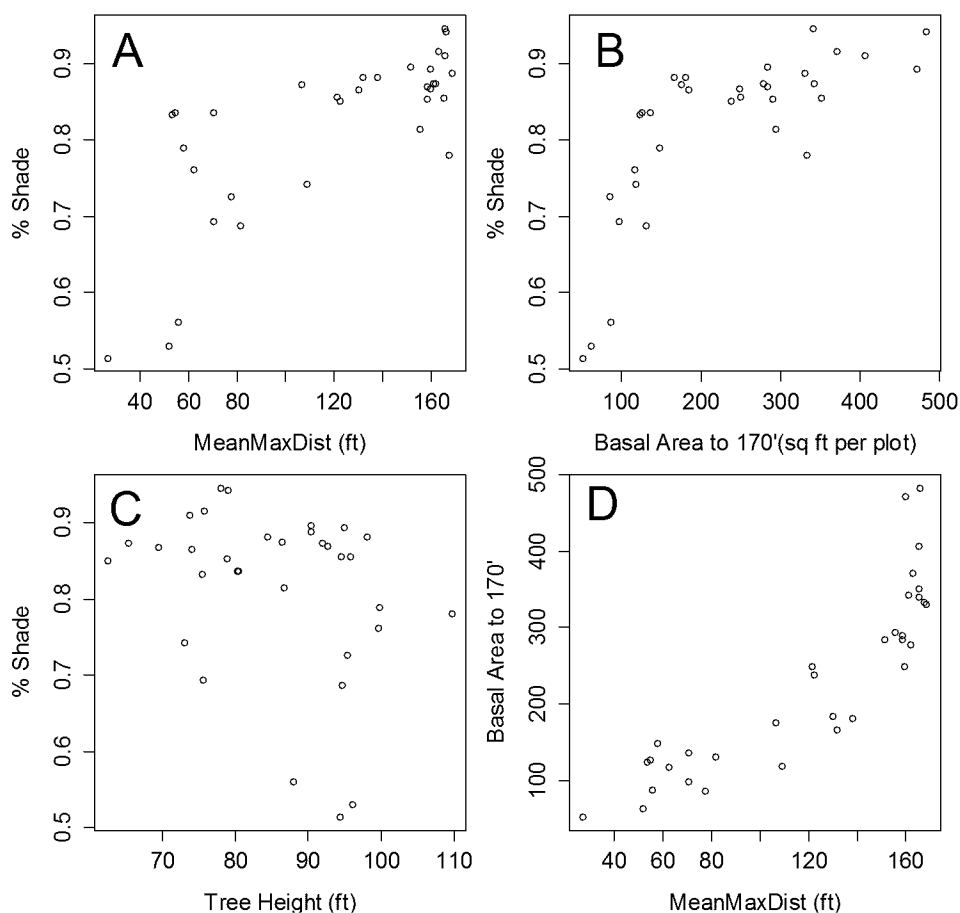 A
% Shade
0.5 0.6 0.7 0.8 0.9
40 60 80 120 160
MeanMaxDist (ft)
B
% Shade
0.5 0.6 0.7 0.8 0.9
100 200 300 400 500
Basal Area to 170'(sq ft per plot)
C
% Shade
0.5 0.6 0.7 0.8 0.9
70 80 90 100 110
Tree Height (ft)
D
Basal Area to 170'
100 200 300 400 500
40 60 80 120 160
MeanMaxDist (ft)